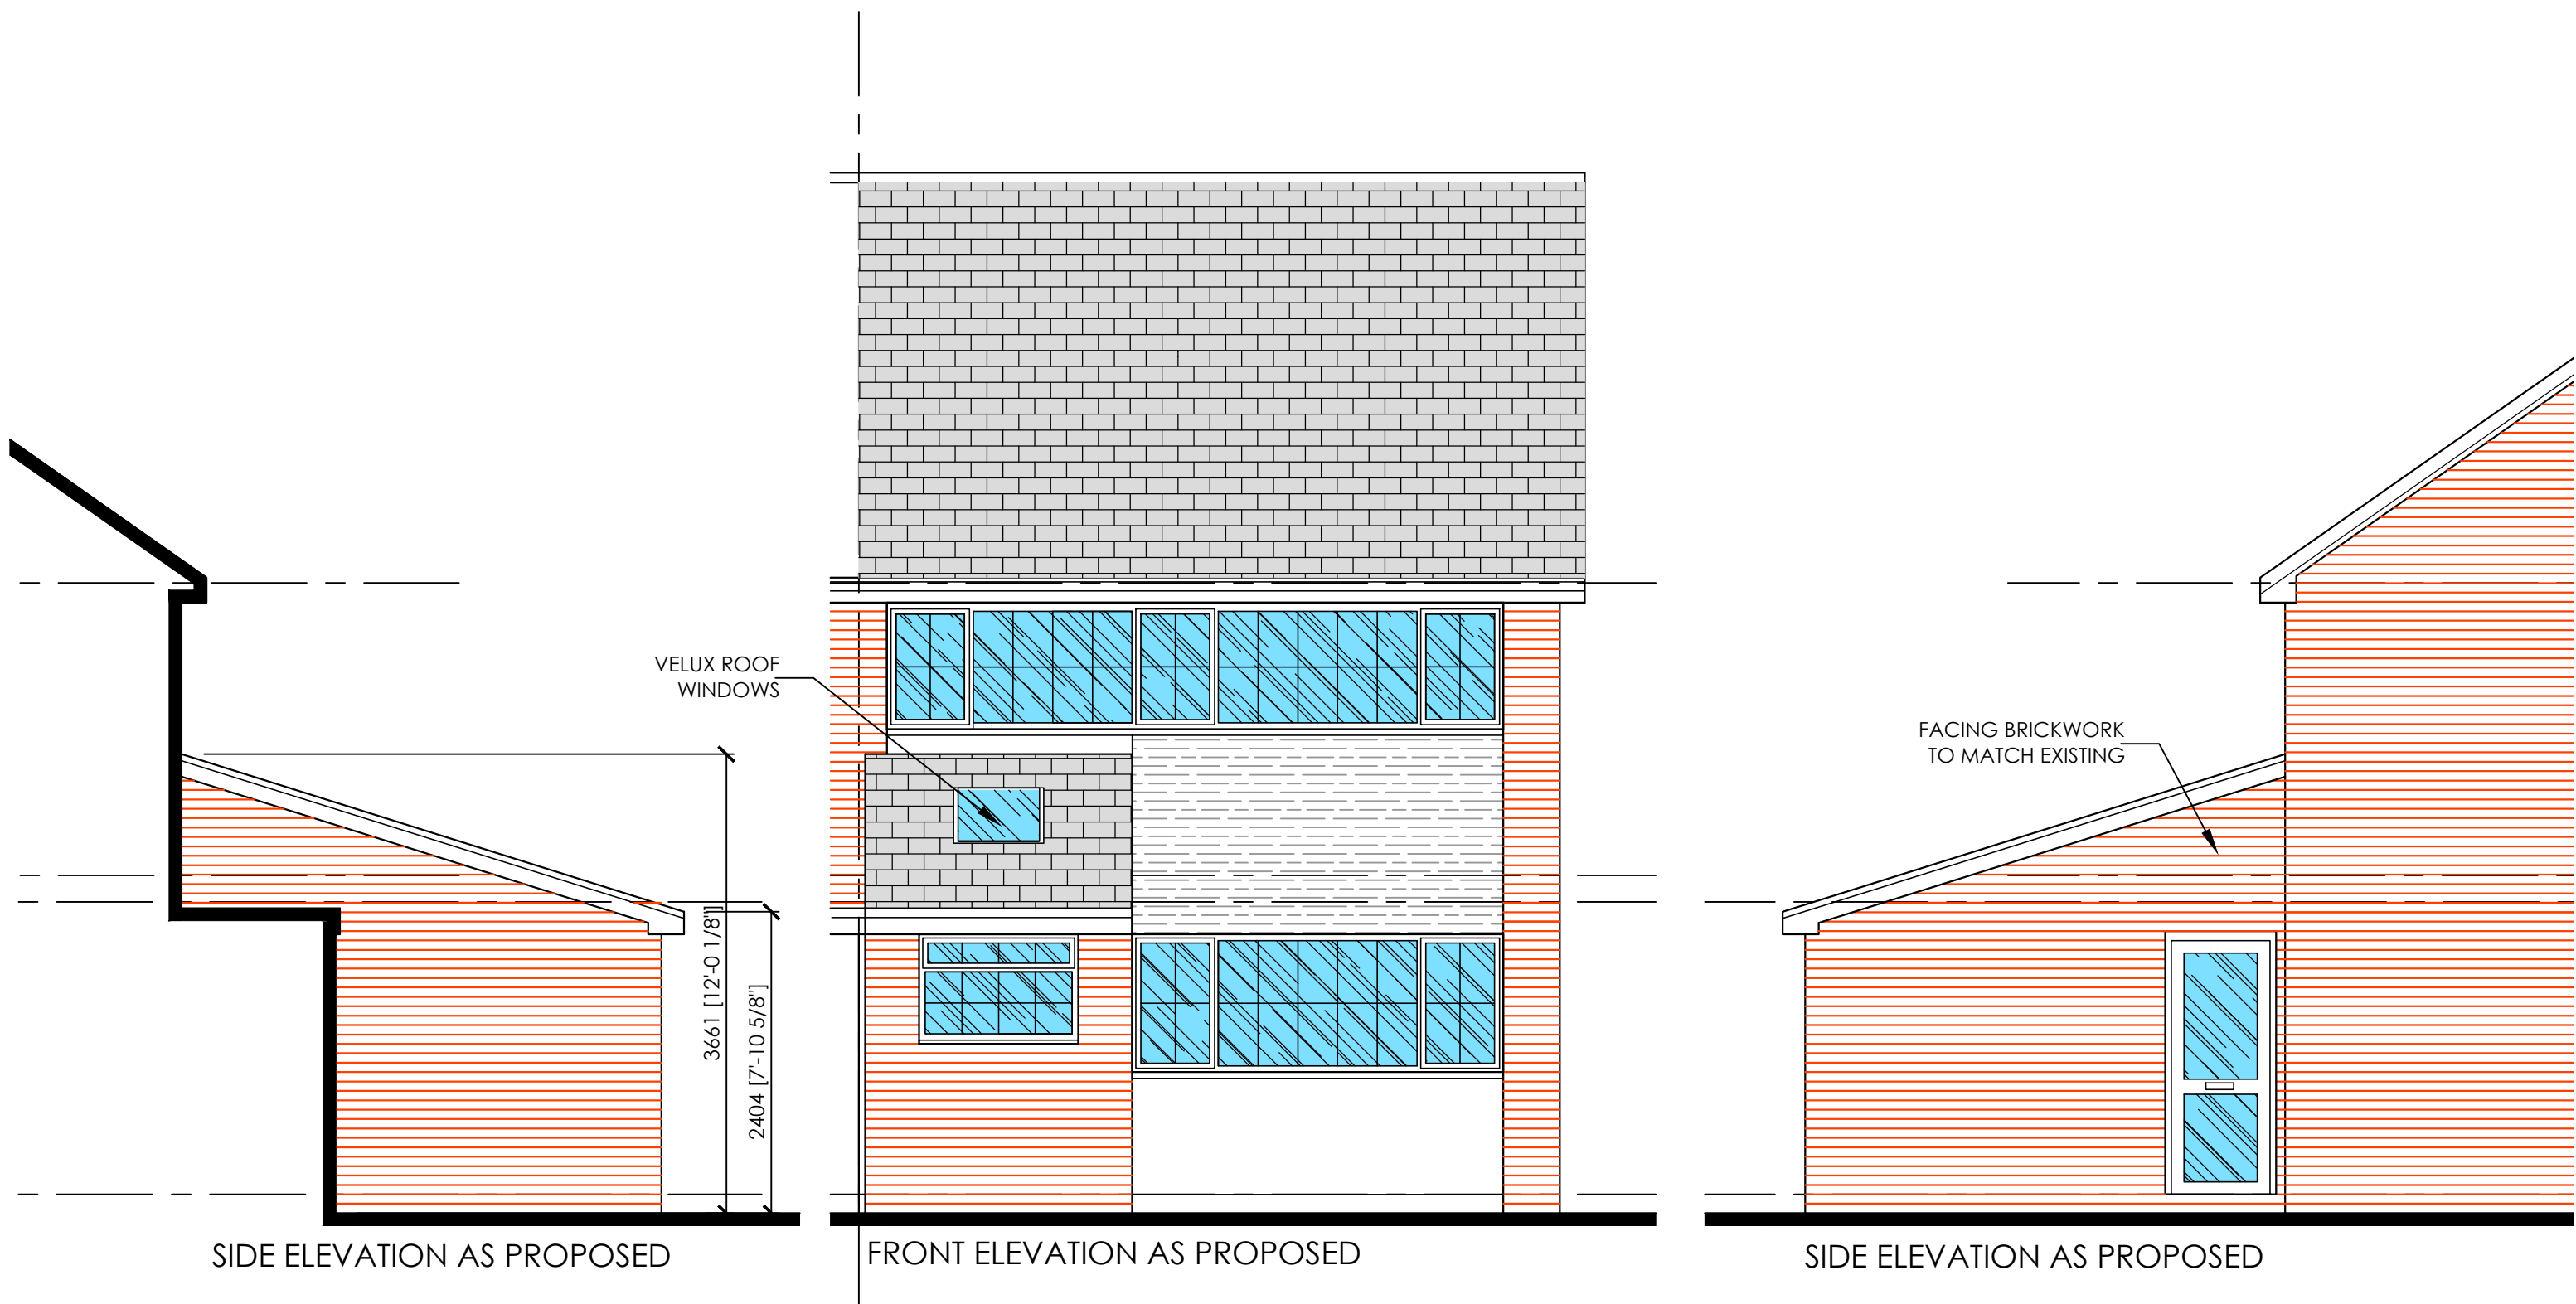 VELUX ROOF
WINDOWS
FACING BRICKWORK
TO MATCH EXISTING
3661 [12'-0 1/8"]
2404 [7'-10 5/8"]
SIDE ELEVATION AS PROPOSED
FRONT ELEVATION AS PROPOSED
SIDE ELEVATION AS PROPOSED